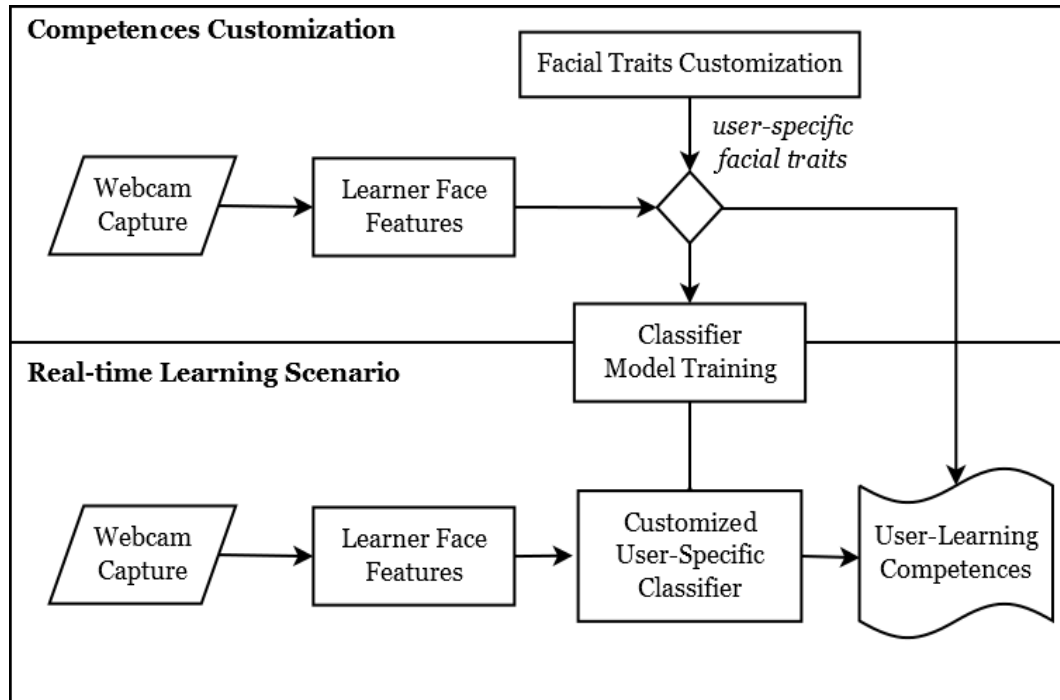 Competences Customization
Facial Traits Customization
user-specific
facial traits
Webcam
Capture
Learner Face
Features
Classifier
Model Training
Real-time Learning Scenario
Webcam
Capture
Learner Face
Features
Customized
User-Specific
Classifier
User-Learning
Competences